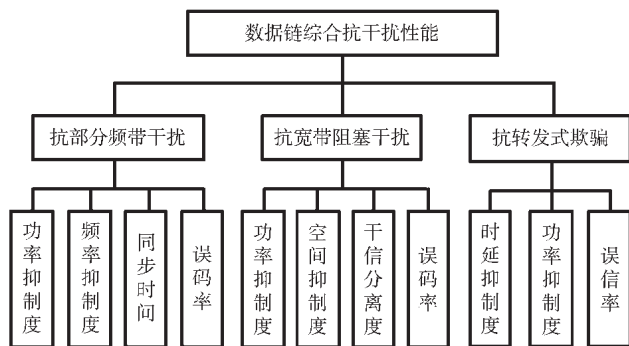 数据链综合抗干扰性能
抗部分频带干扰
抗宽带阻塞干扰
抗转发式欺骗
功率抑制度
频率抑制度
同步时间
误码率
功率抑制度
空间抑制度
干信分离度
误码率
时延抑制度
功率抑制度
误信率